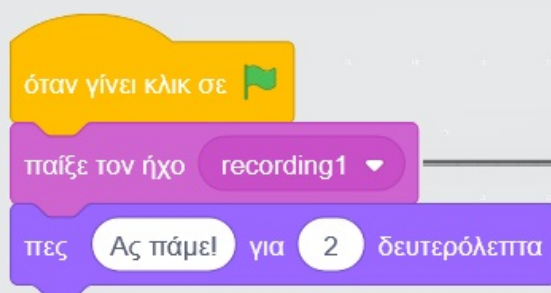 όταν γίνει κλικ σε
παίξε τον ήχο recording1
πες Ας πάμε! για 2 δευτερόλεπτα